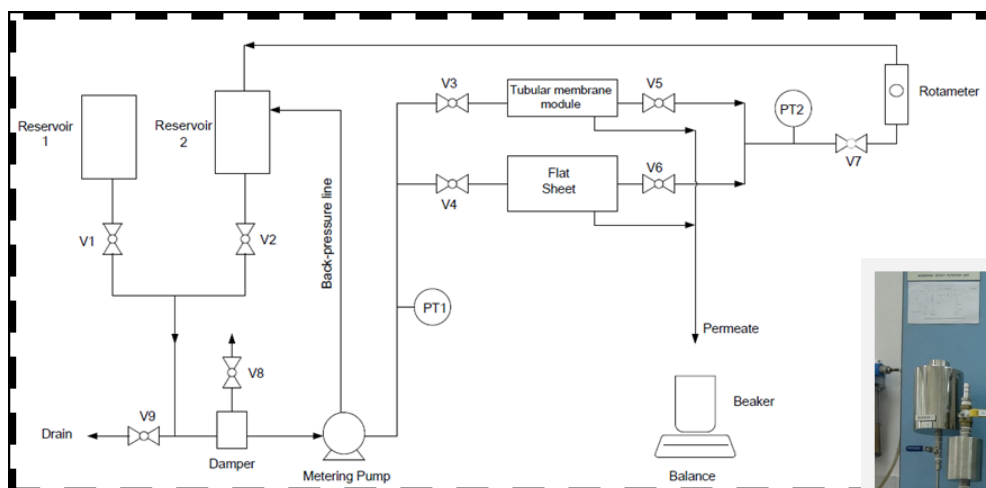 Reservoir
1
Reservoir
2
V1
V2
Back-pressure line
V3
Tubular membrane
module
V5
PT2
Rotameter
V7
V4
Flat
Sheet
V6
PT1
Permeate
V8
V9
Drain
Damper
Metering Pump
Beaker
Balance